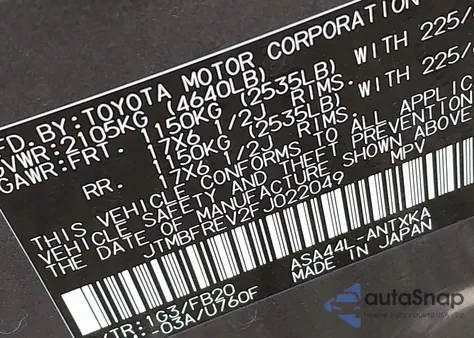 FD BY:TOYOTA MOTOR CORPORATION
GVWR:2105KG (4640LB)
GAWR:FRT. 1150KG (2535LB) WITH 225/
17X6 1/2J RIMS.
RR. 1150KG (2535LB) WITH 225/
17X6 1/2J RIMS.
THIS VEHICLE CONFORMS TO ALL APPLIC
VEHICLE SAFETY AND THEFT PREVEN
THE DATE OF MANUFACTURE SHOWN ABOVE
JTMBFREV2FJ022049 MPV
ASA44L-ANTXKA
MADE IN JAPAN
/TR:1G3/FB20
03A/U760F
autoSnap